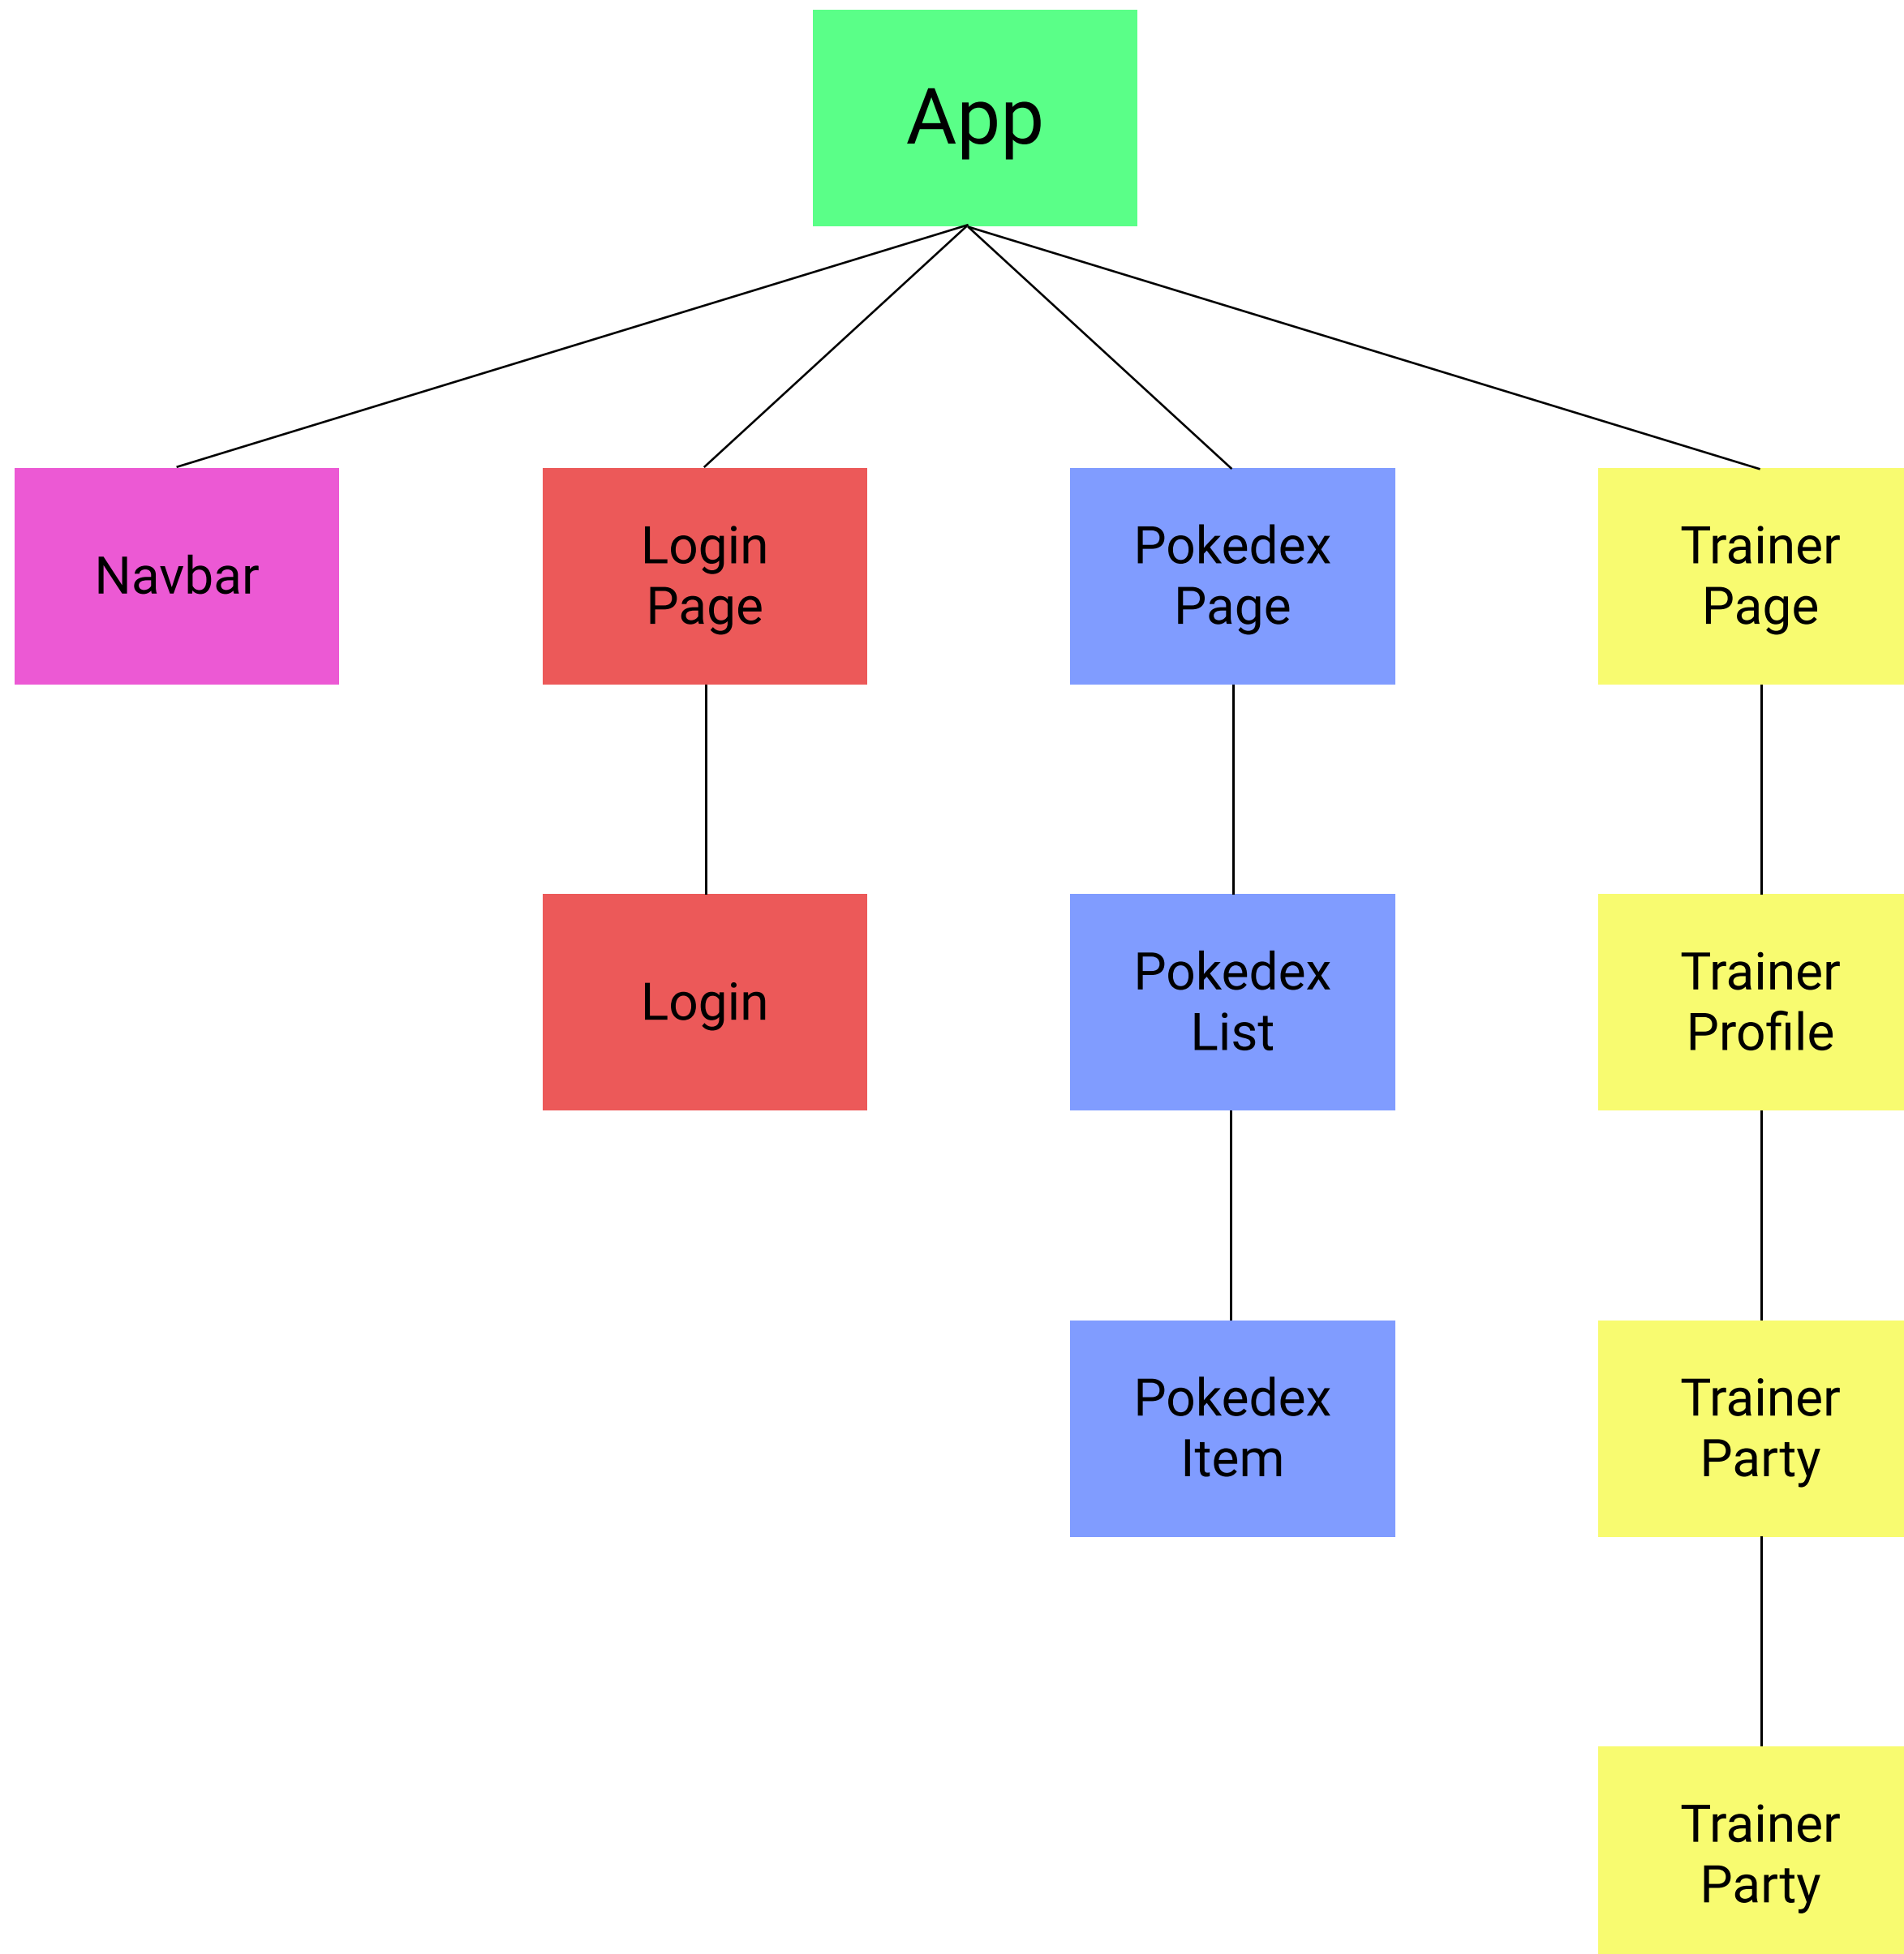 App
Navbar
Login
Page
Pokedex
Page
Trainer
Page
Login
Pokedex
List
Trainer
Profile
Pokedex
Item
Trainer
Party
Trainer
Party